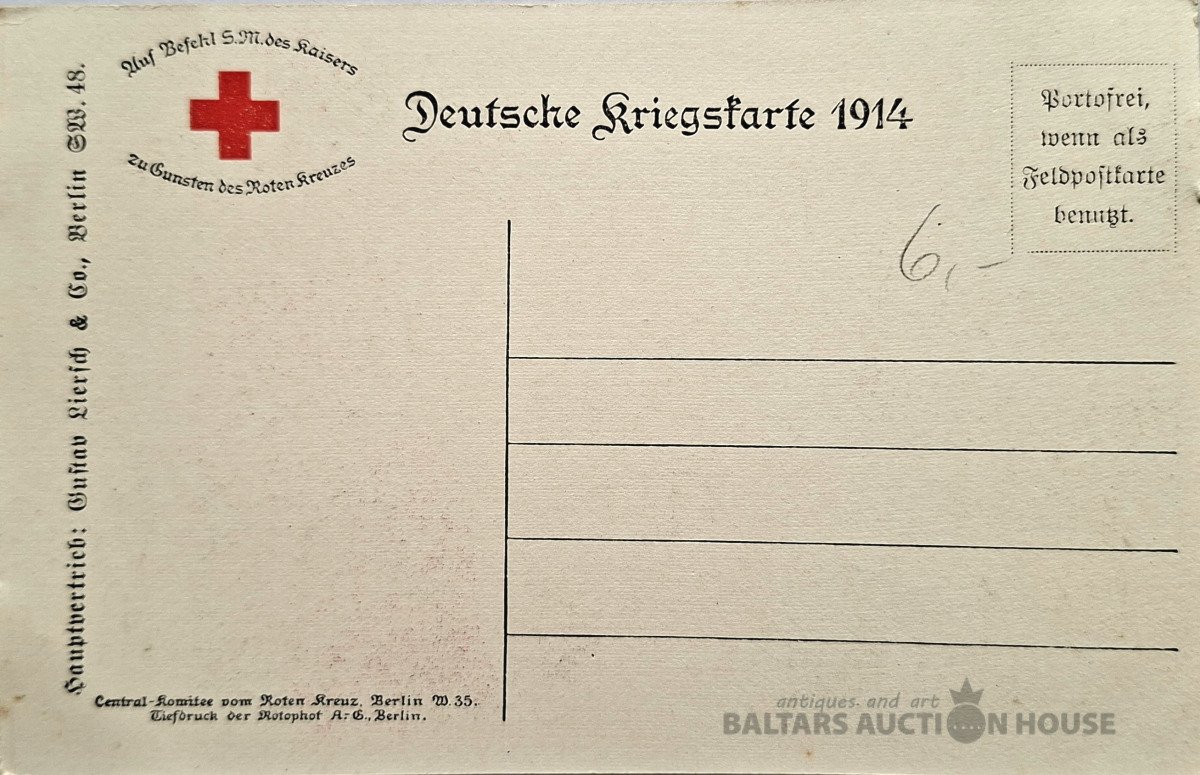 Auf Befehl S.M. des Kaisers
zu Gunsten des Roten Kreuzes
Deutsche Kriegskarte 1914
Portofrei,
wenn als
Feldpostkarte
benutzt.
6,-
Hauptvertrieb: Gustav Liersch & Co., Berlin SW. 48.
Central-Komitee vom Roten Kreuz, Berlin W. 35.
Tiefdruck der Rotophot A.-G., Berlin.
antiques and art
BALTARS AUCTION HOUSE